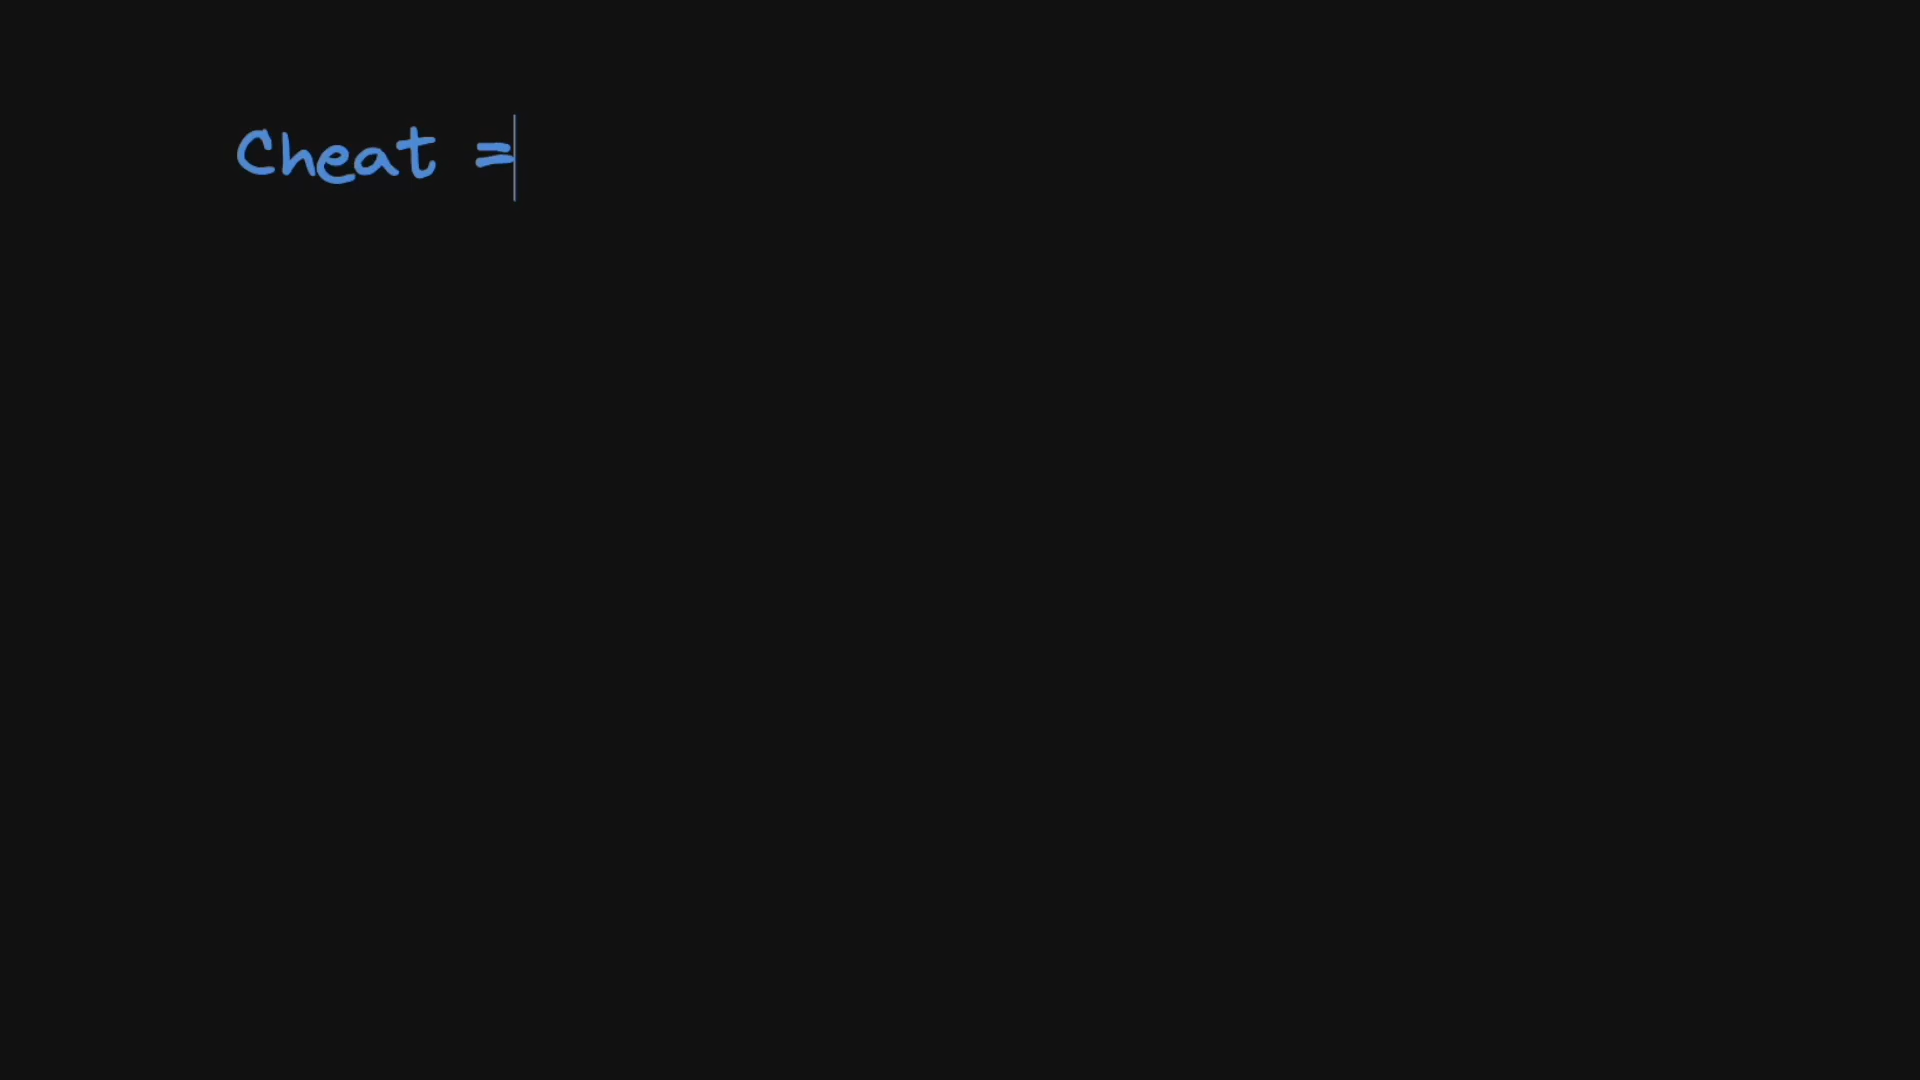 Cheat =